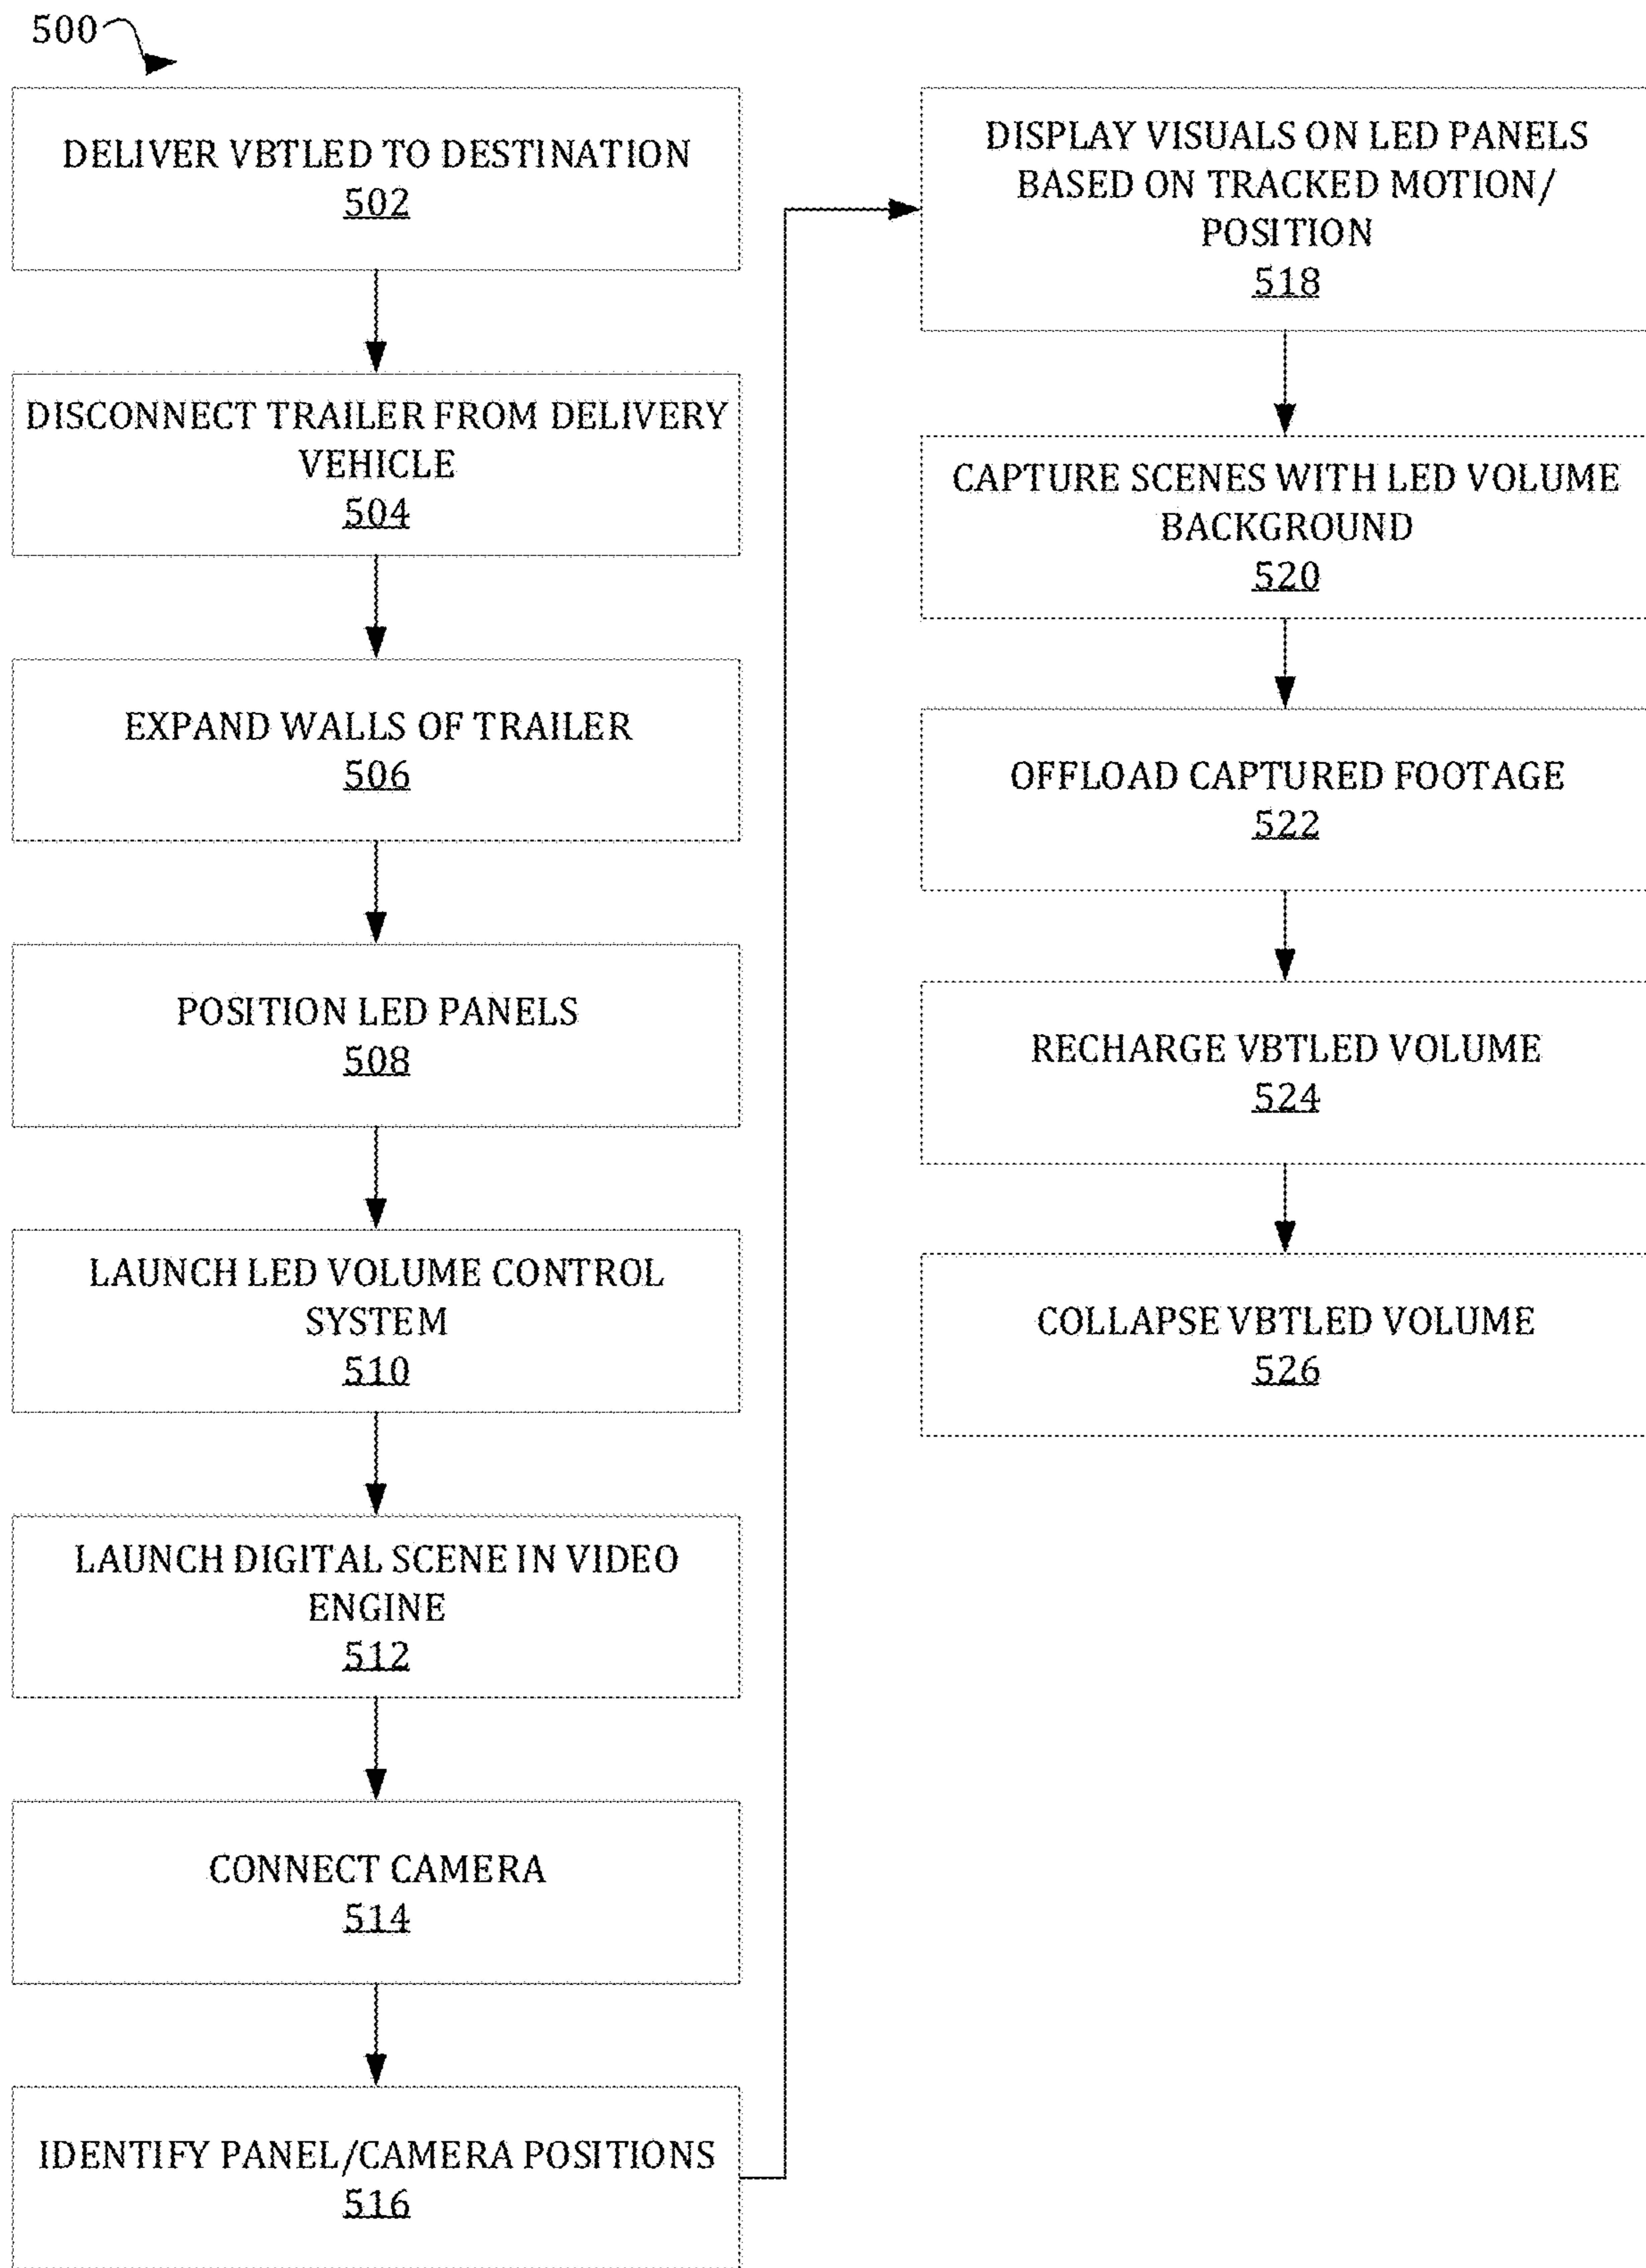 500
DELIVER VBTLED TO DESTINATION
502
DISCONNECT TRAILER FROM DELIVERY
VEHICLE
504
EXPAND WALLS OF TRAILER
506
POSITION LED PANELS
508
LAUNCH LED VOLUME CONTROL
SYSTEM
510
LAUNCH DIGITAL SCENE IN VIDEO
ENGINE
512
CONNECT CAMERA
514
IDENTIFY PANEL/CAMERA POSITIONS
516
DISPLAY VISUALS ON LED PANELS
BASED ON TRACKED MOTION/
POSITION
518
CAPTURE SCENES WITH LED VOLUME
BACKGROUND
520
OFFLOAD CAPTURED FOOTAGE
522
RECHARGE VBTLED VOLUME
524
COLLAPSE VBTLED VOLUME
526